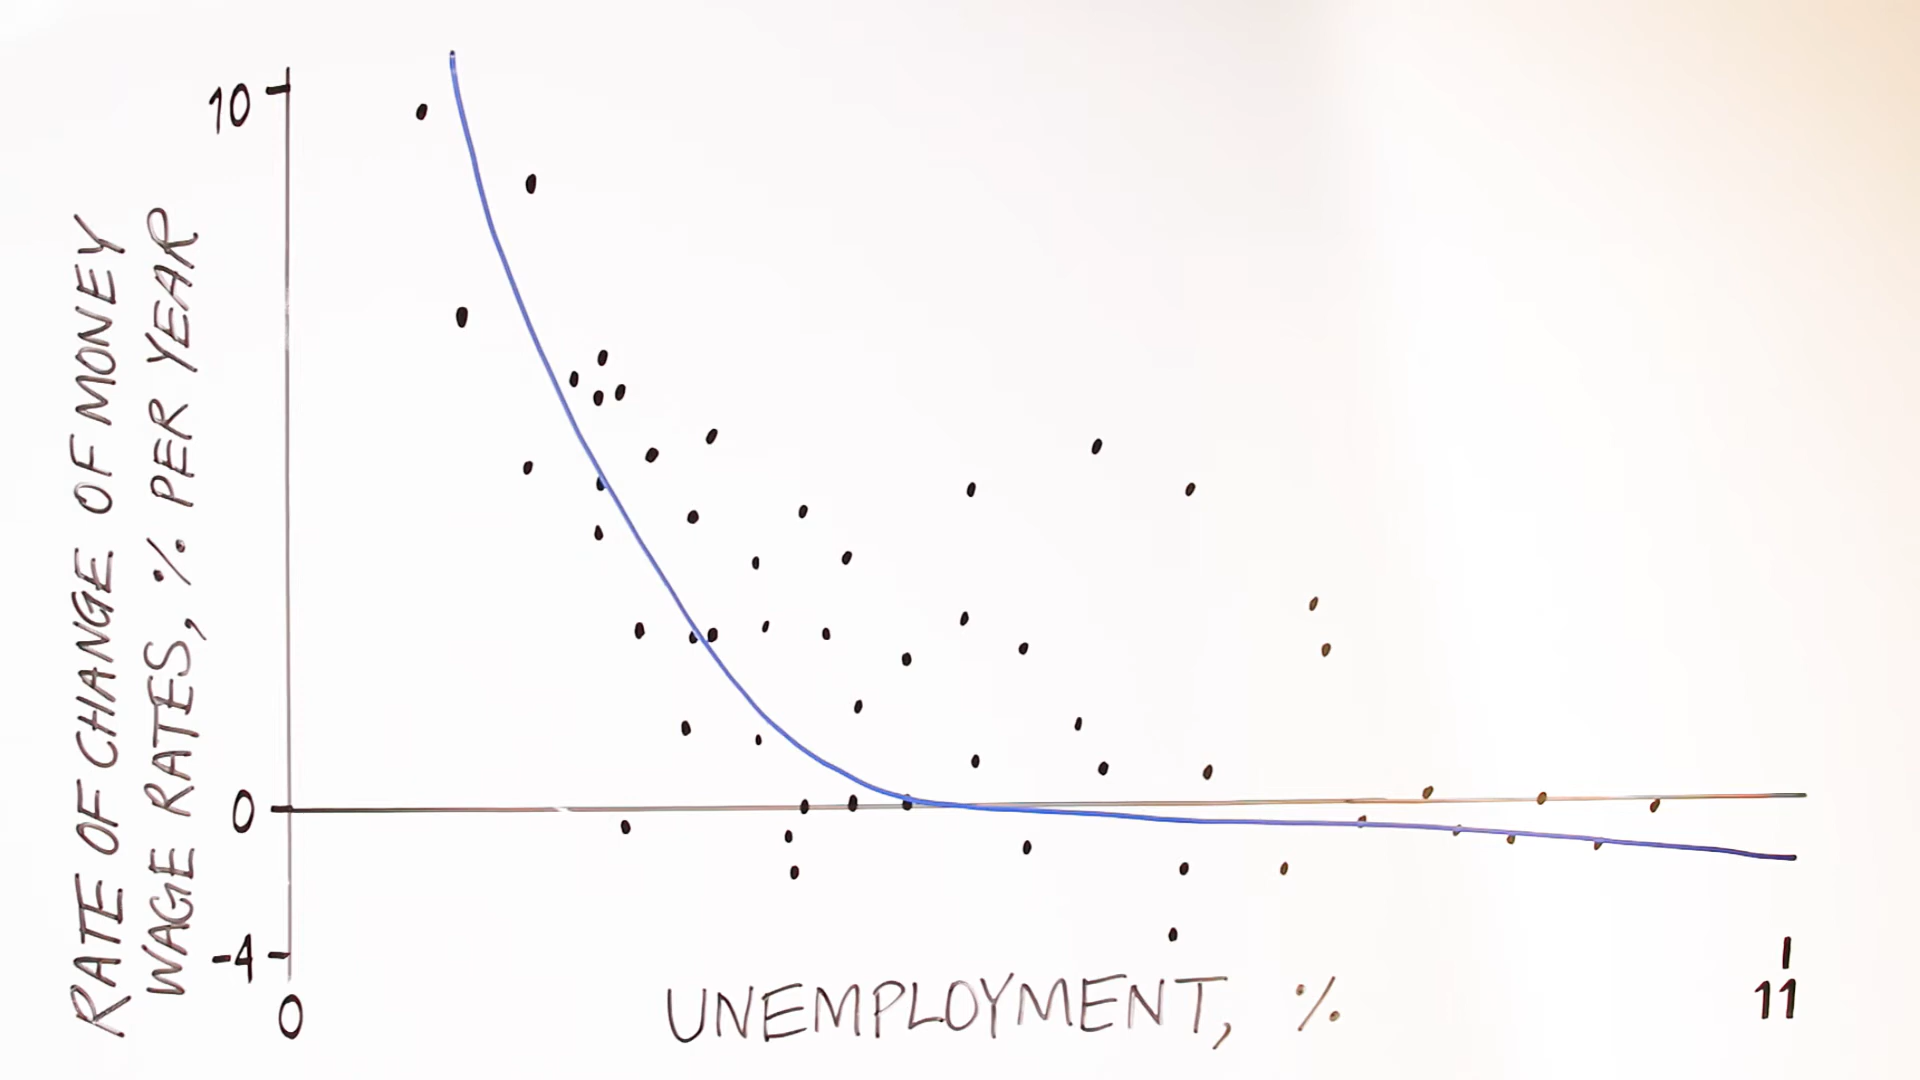 RATE OF CHANGE OF MONEY
WAGE RATES, % PER YEAR
10
0
-4
0
UNEMPLOYMENT, %
11